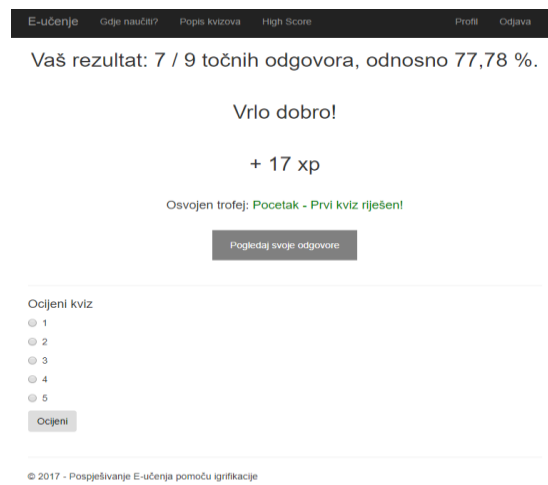 E-učenje Gdje naučiti? Popis kvizova High Score Profil Odjava
Vaš rezultat: 7 / 9 točnih odgovora, odnosno 77,78 %.
Vrlo dobro!
+ 17 xp
Osvojen trofej: Pocetak - Prvi kviz riješen!
Pogledaj svoje odgovore
Ocijeni kviz
1
2
3
4
5
Ocijeni
© 2017 - Pospješivanje E-učenja pomoću igrifikacije